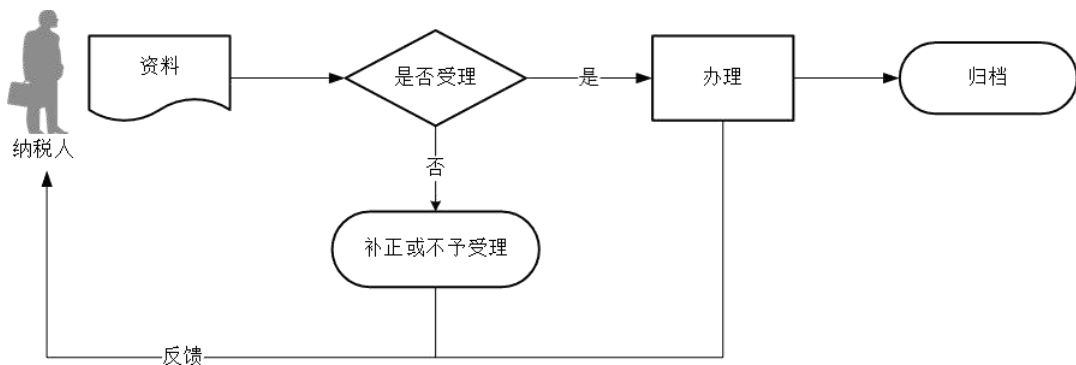 资料
是否受理
是
办理
归档
纳税人
否
补正或不予受理
反馈